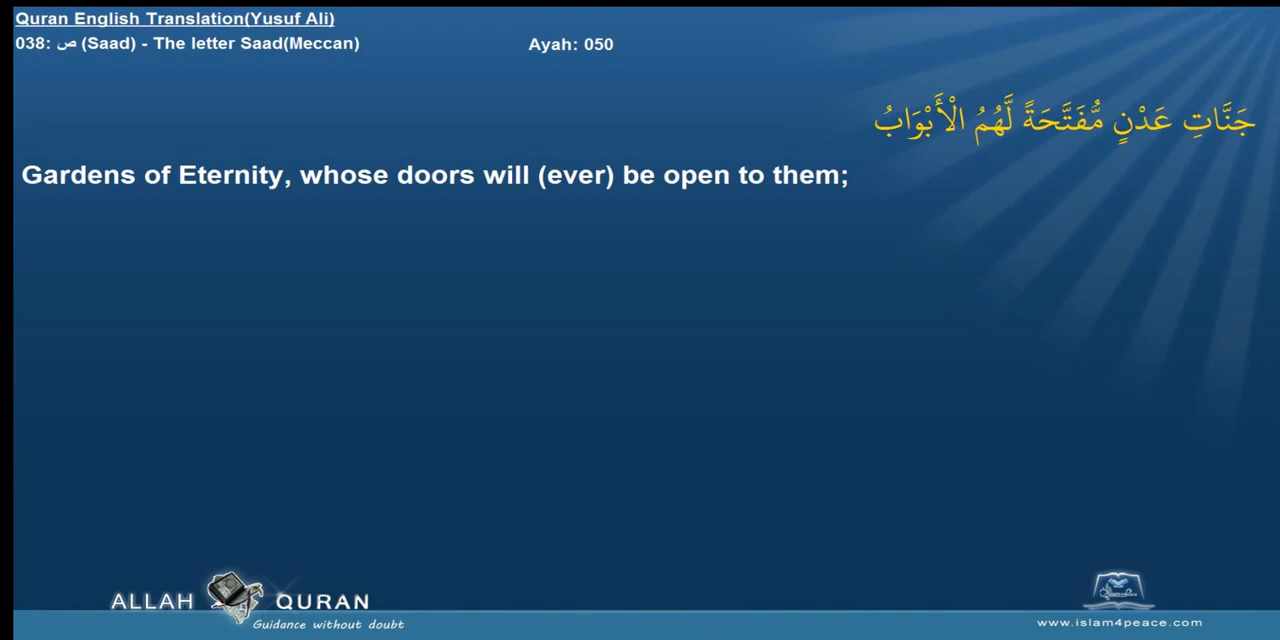 Quran English Translation(Yusuf Ali)
038: ص (Saad) - The letter Saad(Meccan) Ayah: 050
جَنَّاتِ عَدْنٍ مُّفَتَّحَةً لَّهُمُ الْأَبْوَابُ
Gardens of Eternity, whose doors will (ever) be open to them;
ALLAH QURAN
Guidance without doubt
www.islam4peace.com